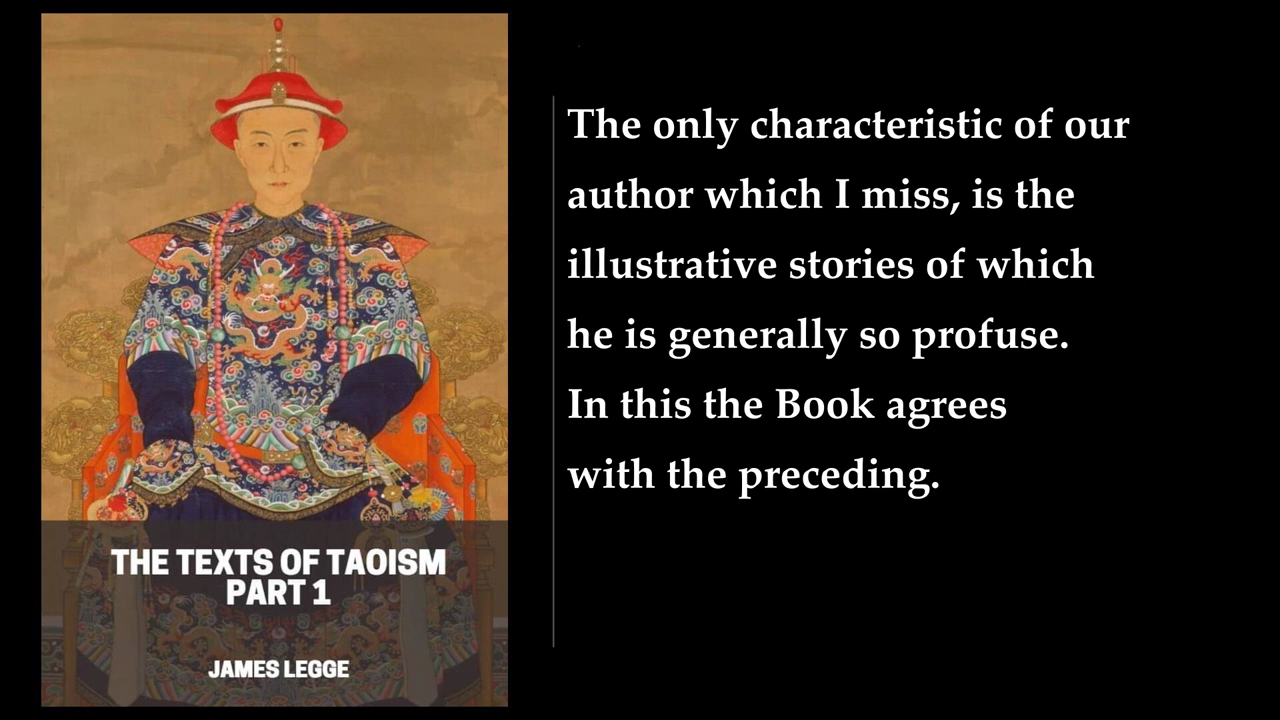 THE TEXTS OF TAOISM
PART 1
JAMES LEGGE
The only characteristic of our
author which I miss, is the
illustrative stories of which
he is generally so profuse.
In this the Book agrees
with the preceding.